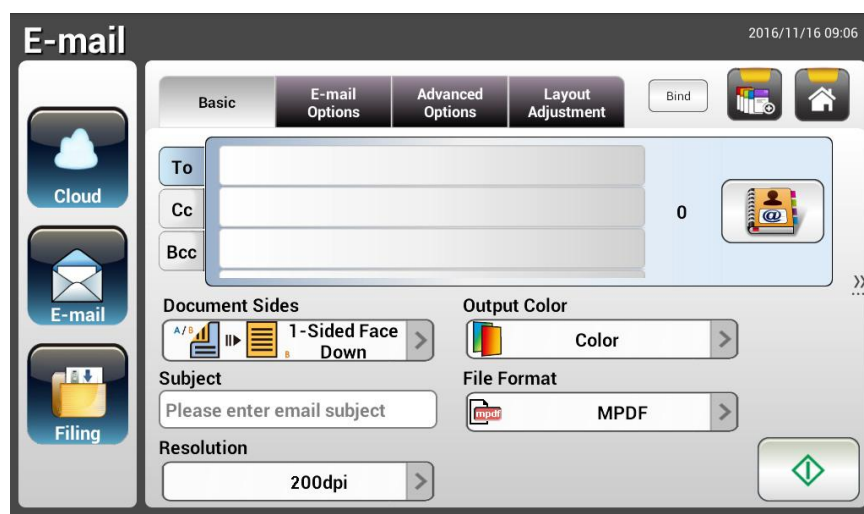 E-mail
2016/11/16 09:06
Basic
E-mail
Options
Advanced
Options
Layout
Adjustment
Bind
Cloud
E-mail
Filing
To
Cc
Bcc
0
@
Document Sides
A/B
B
1-Sided Face
Down
Output Color
Color
Subject
Please enter email subject
File Format
mpdf
MPDF
Resolution
200dpi